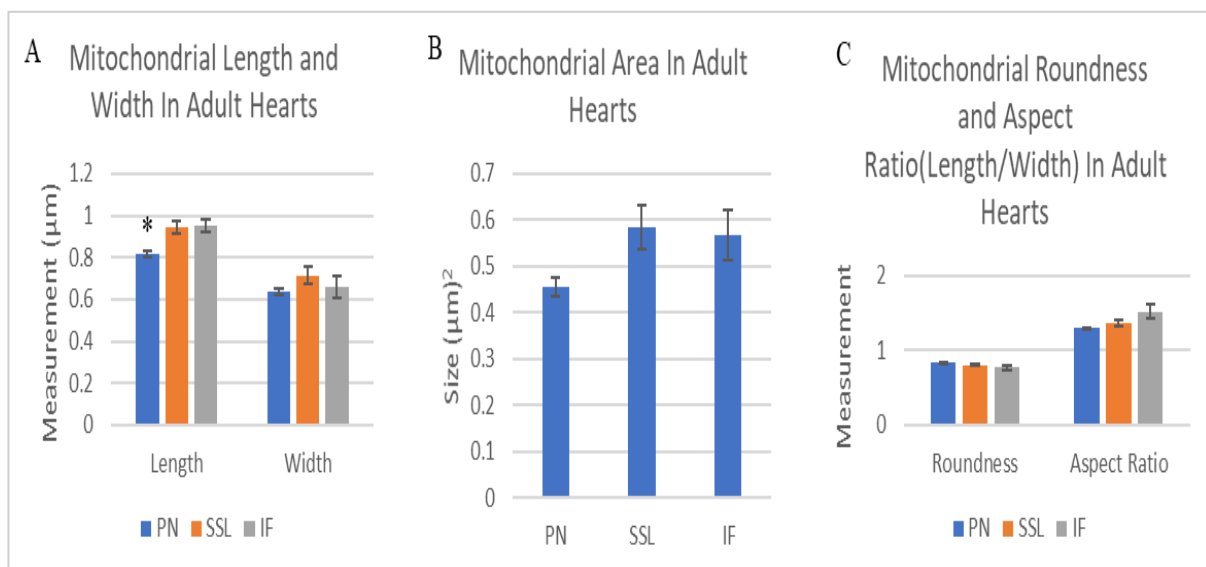 A
Mitochondrial Length and
Width In Adult Hearts
1.2
1
0.8
0.6
0.4
0.2
0
Measurement (μm)
*
Length Width
PN SSL IF
B
Mitochondrial Area In Adult
Hearts
0.7
0.6
0.5
0.4
0.3
0.2
0.1
0
Size (μm)²
PN SSL IF
C
Mitochondrial Roundness
and Aspect
Ratio(Length/Width) In Adult
Hearts
2
1
0
Measurement
Roundness Aspect Ratio
PN SSL IF